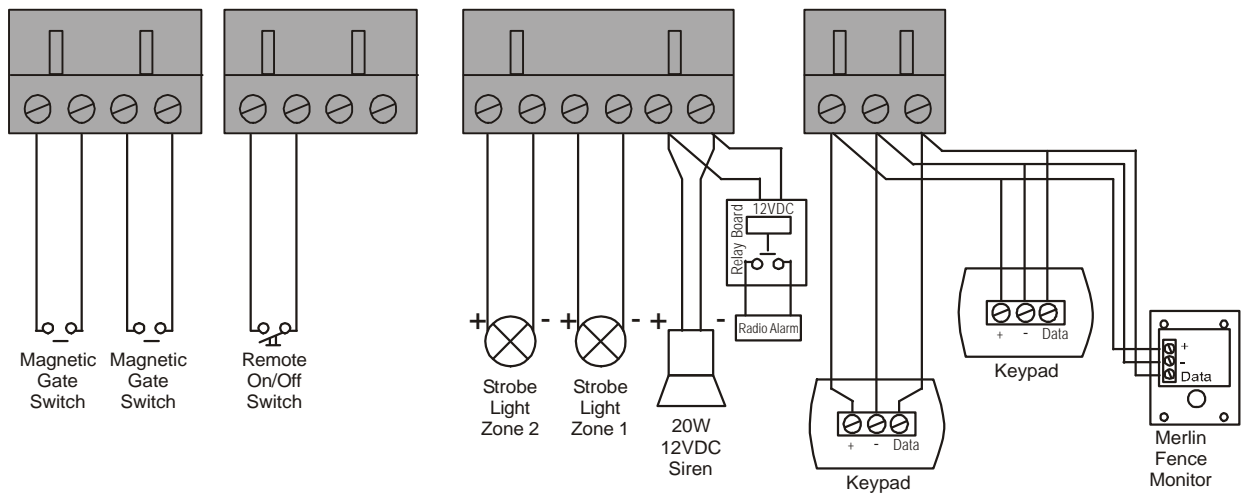 12VDC
Relay Board
Radio Alarm
+ - + - + -
Magnetic
Gate
Switch
Magnetic
Gate
Switch
Remote
On/Off
Switch
Strobe
Light
Zone 2
Strobe
Light
Zone 1
20W
12VDC
Siren
+ - Data
Keypad
+ - Data
Keypad
+
-
Data
Merlin
Fence
Monitor